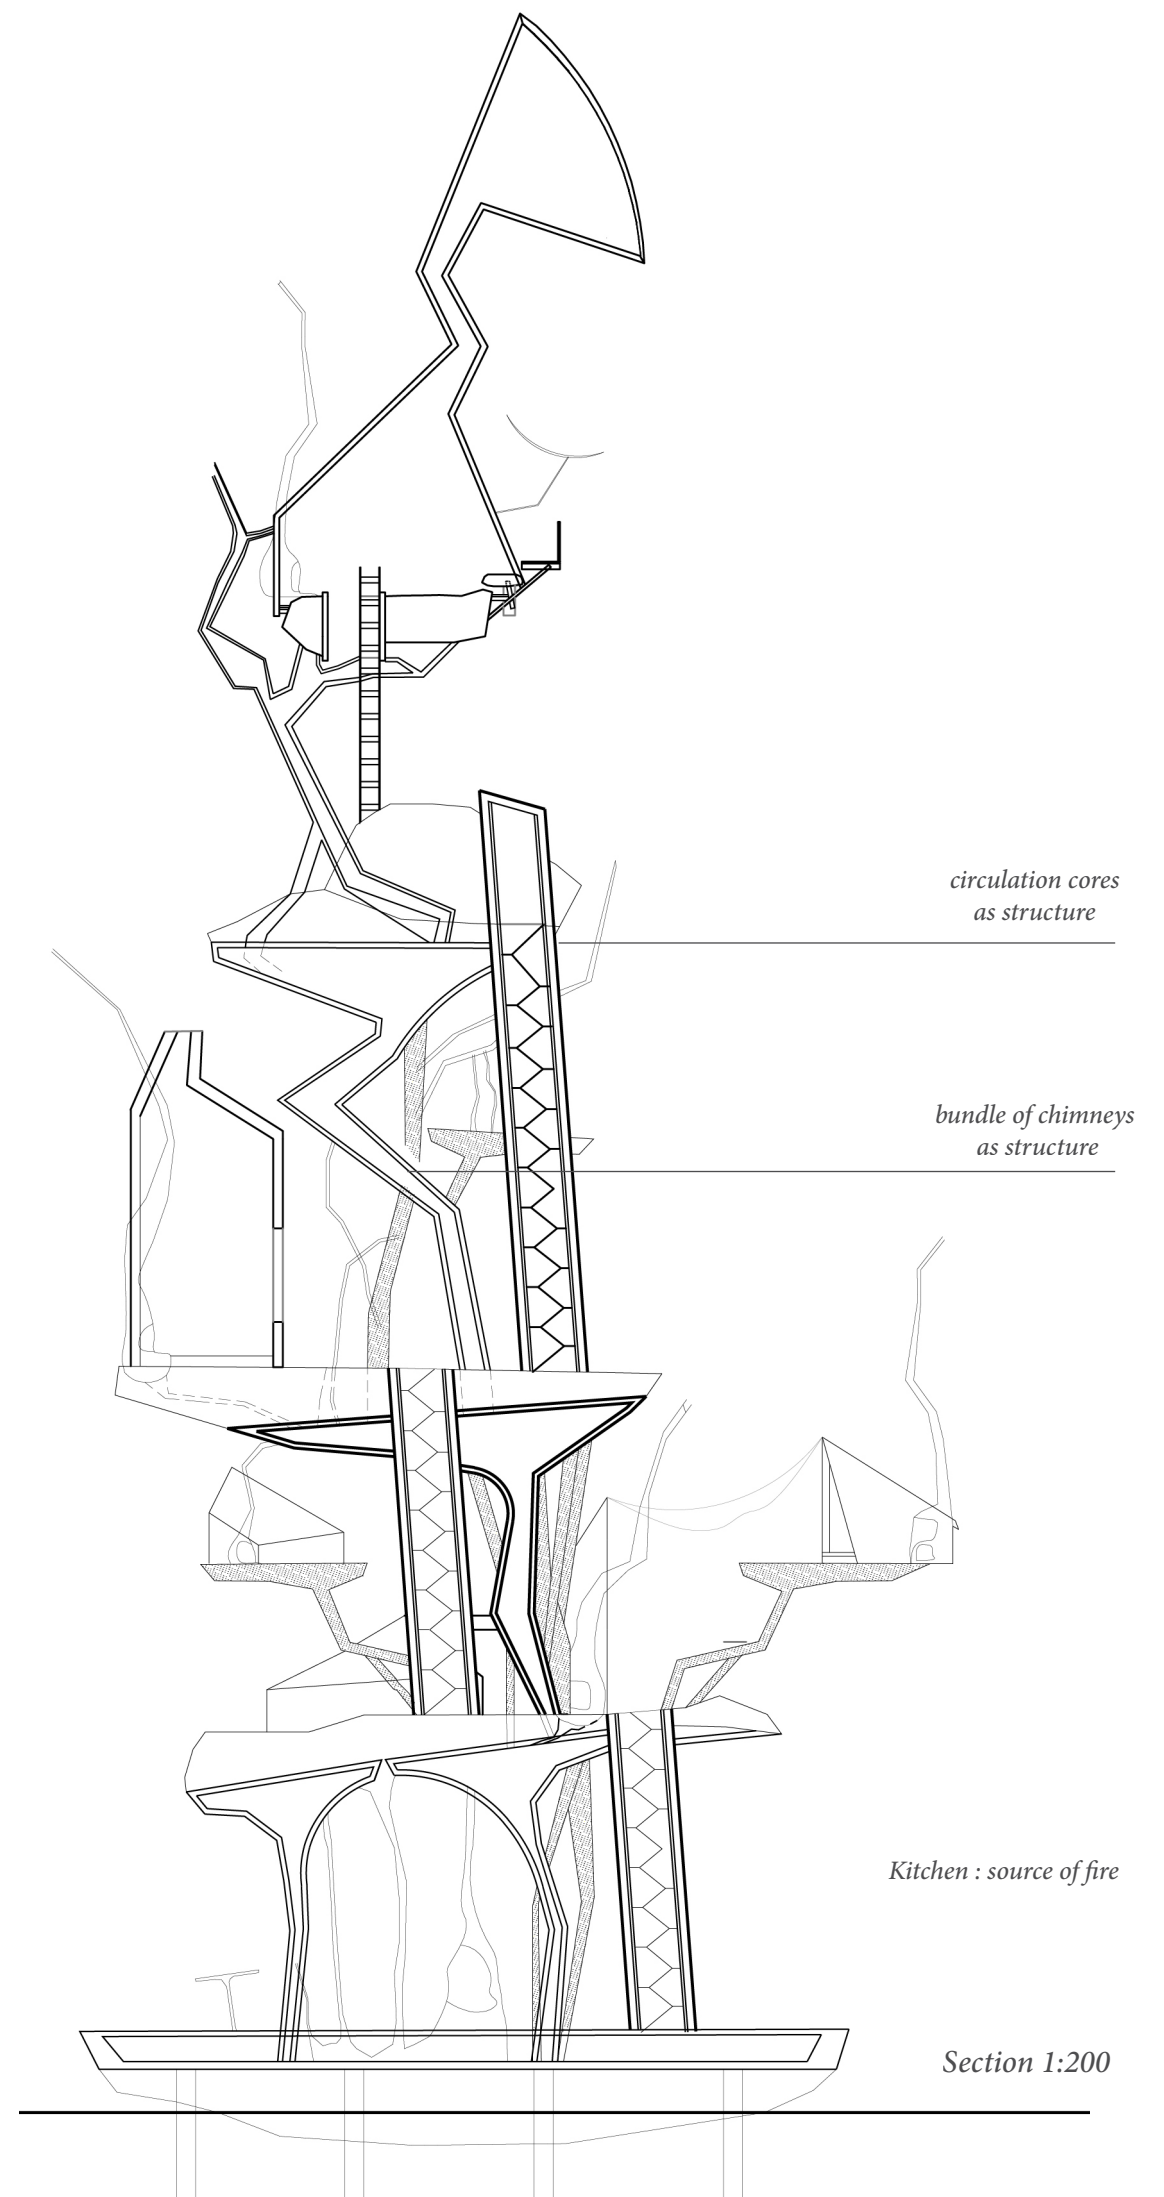 circulation cores
as structure
bundle of chimneys
as structure
Kitchen : source of fire
Section 1:200